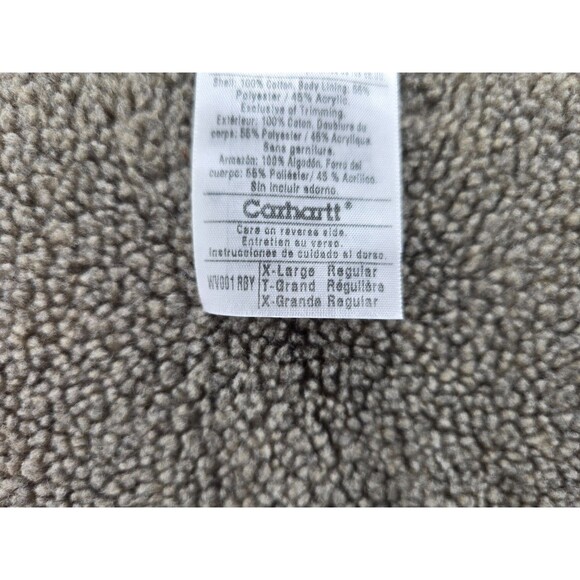 Shell: 100% Cotton. Body Lining: 55%
Polyester / 45% Acrylic.
Exclusive of Trimming.
Extérieur: 100% Coton. Doublure du
corps: 55% Polyester / 45% Acrylique.
Sans garniture.
Armazón: 100% Algodón. Forro del
cuerpo: 55% Poliéster / 45 % Acrílico.
Sin incluir adorno.
Carhartt®
Care on reverse side.
Entretien au verso.
Instrucciones de cuidado al dorso.
WV001 RBY
X-Large Regular
T-Grand Régulière
X-Grande Regular